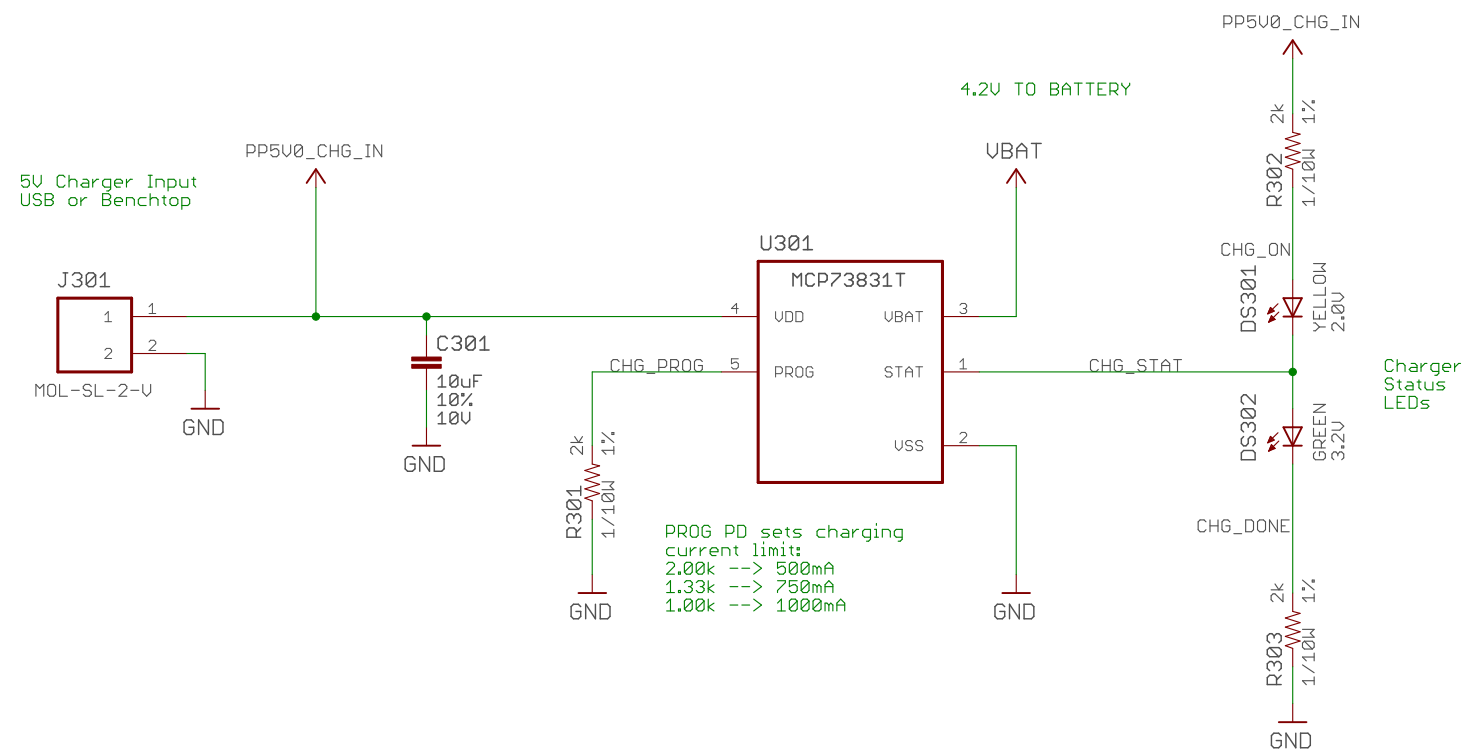 PP5V0_CHG_IN
4.2V TO BATTERY
2k
1%
R302
1/10W
PP5V0_CHG_IN
VBAT
5V Charger Input
USB or Benchtop
U301
MCP73831T
CHG_ON
DS301
YELLOW
2.0V
J301
1
1
2
2
MOL-SL-2-V
GND
C301
10uF
10%
10V
GND
4
VDD
VBAT
3
CHG_PROG
5
PROG
STAT
1
CHG_STAT
VSS
2
Charger
Status
LEDs
DS302
GREEN
3.2V
2k
1%
R301
1/10W
GND
PROG PD sets charging
current limit:
2.00k --> 500mA
1.33k --> 750mA
1.00k --> 1000mA
GND
CHG_DONE
2k
1%
R303
1/10W
GND